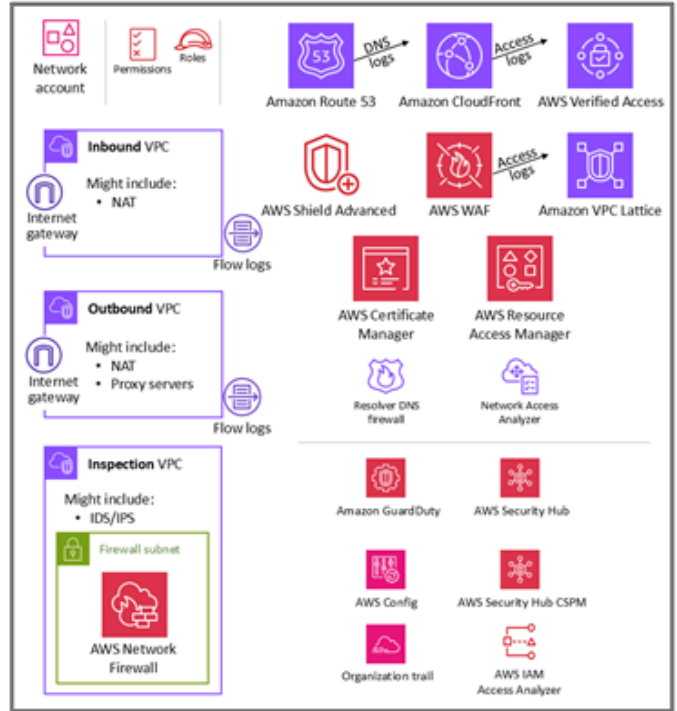 Network
account
Permissions
Roles
53
DNS
logs
Access
logs
Amazon Route 53
Amazon CloudFront
AWS Verified Access
Inbound VPC
Might include:
• NAT
Internet
gateway
Flow logs
Access
logs
AWS Shield Advanced
AWS WAF
Amazon VPC Lattice
AWS Certificate
Manager
AWS Resource
Access Manager
Outbound VPC
Might include:
• NAT
• Proxy servers
Internet
gateway
Flow logs
Resolver DNS
firewall
Network Access
Analyzer
Inspection VPC
Might include:
• IDS/IPS
Firewall subnet
AWS Network
Firewall
Amazon GuardDuty
AWS Security Hub
AWS Config
AWS Security Hub CSPM
Organization trail
AWS IAM
Access Analyzer